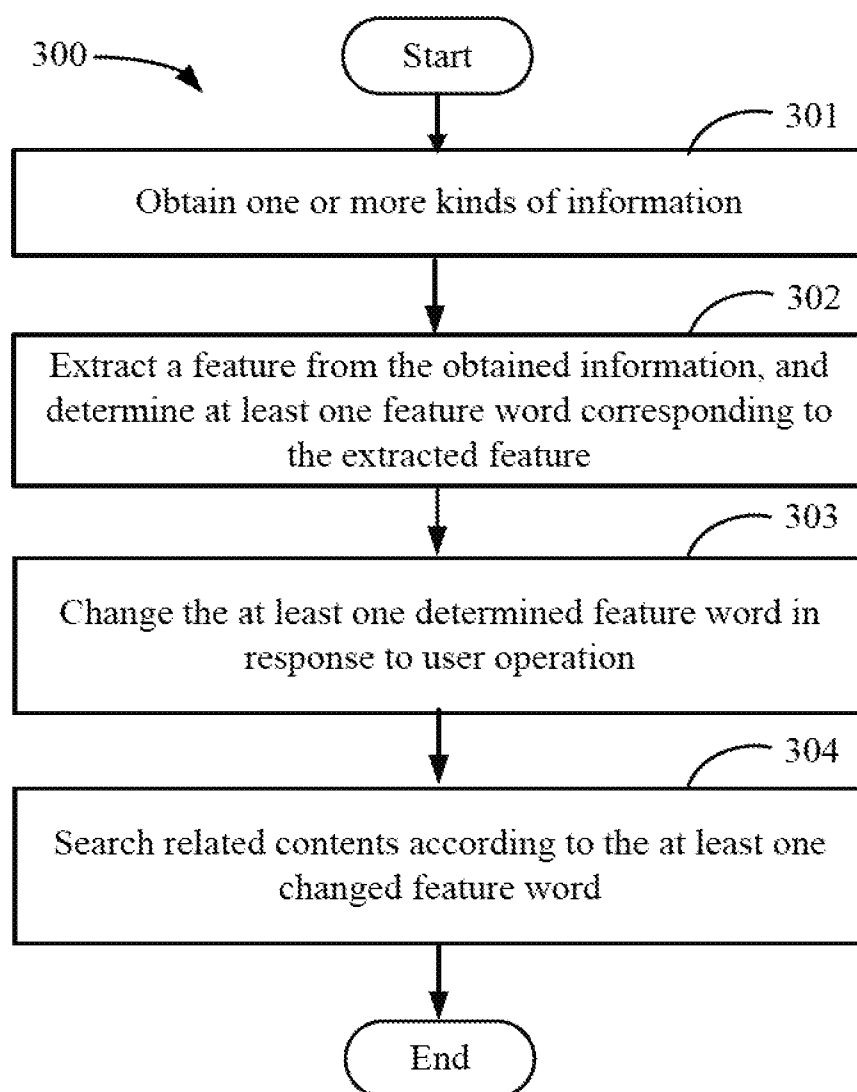 300
Start
301
Obtain one or more kinds of information
302
Extract a feature from the obtained information, and
determine at least one feature word corresponding to
the extracted feature
303
Change the at least one determined feature word in
response to user operation
304
Search related contents according to the at least one
changed feature word
End